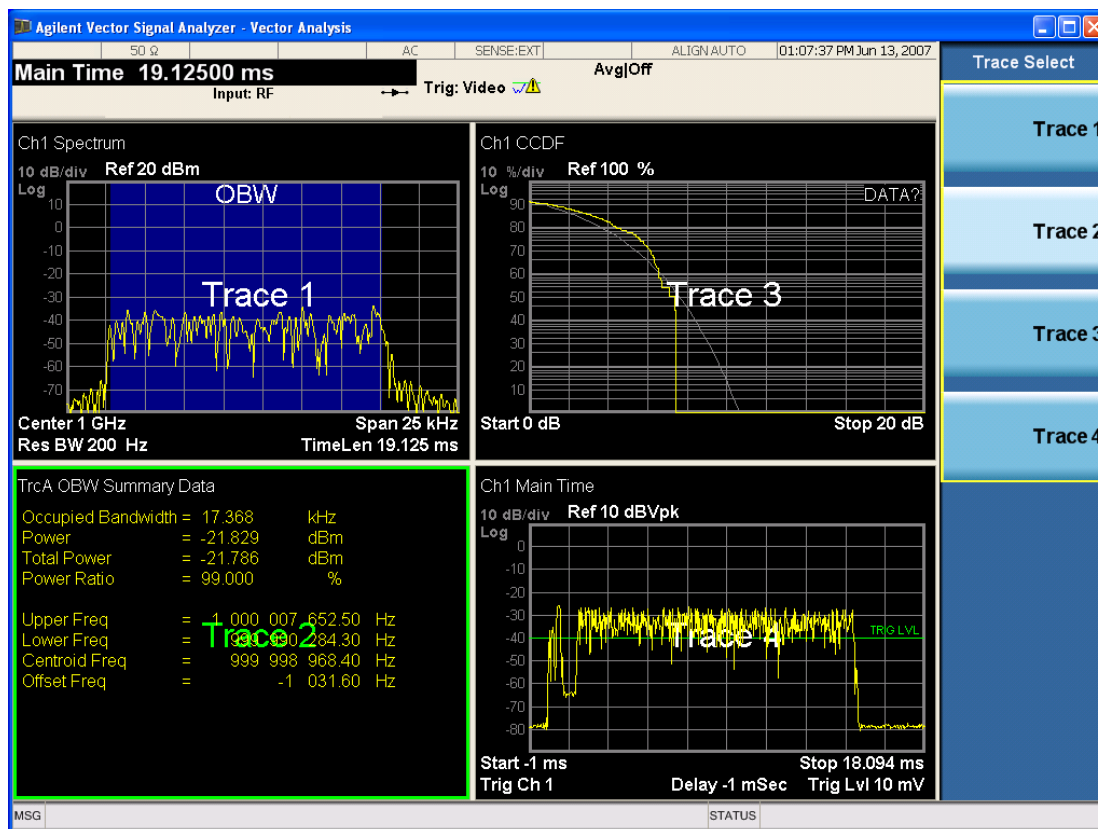 Agilent Vector Signal Analyzer - Vector Analysis
50 Ω AC SENSE:EXT ALIGN AUTO 01:07:37 PM Jun 13, 2007
Main Time 19.12500 ms
Input: RF
Trig: Video
Avg|Off
Trace Select
Trace 1
Trace 2
Trace 3
Trace 4
Ch1 Spectrum
10 dB/div Ref 20 dBm
Log
OBW
10
0
-10
-20
-30
-40
-50
-60
-70
Trace 1
Center 1 GHz Span 25 kHz
Res BW 200 Hz TimeLen 19.125 ms
Ch1 CCDF
10 %/div Ref 100 %
Log
DATA?
90
80
70
60
50
40
30
20
10
Trace 3
Start 0 dB Stop 20 dB
TrcA OBW Summary Data
Occupied Bandwidth = 17.368 kHz
Power = -21.829 dBm
Total Power = -21.786 dBm
Power Ratio = 99.000 %
Upper Freq = 1 000 007 652.50 Hz
Lower Freq = 999 990 284.30 Hz
Centroid Freq = 999 998 968.40 Hz
Offset Freq = -1 031.60 Hz
Trace 2
Ch1 Main Time
10 dB/div Ref 10 dBVpk
Log
0
-10
-20
-30
-40
-50
-60
-70
-80
TRIG LVL
Trace 4
Start -1 ms Stop 18.094 ms
Trig Ch 1 Delay -1 mSec Trig Lvl 10 mV
MSG STATUS